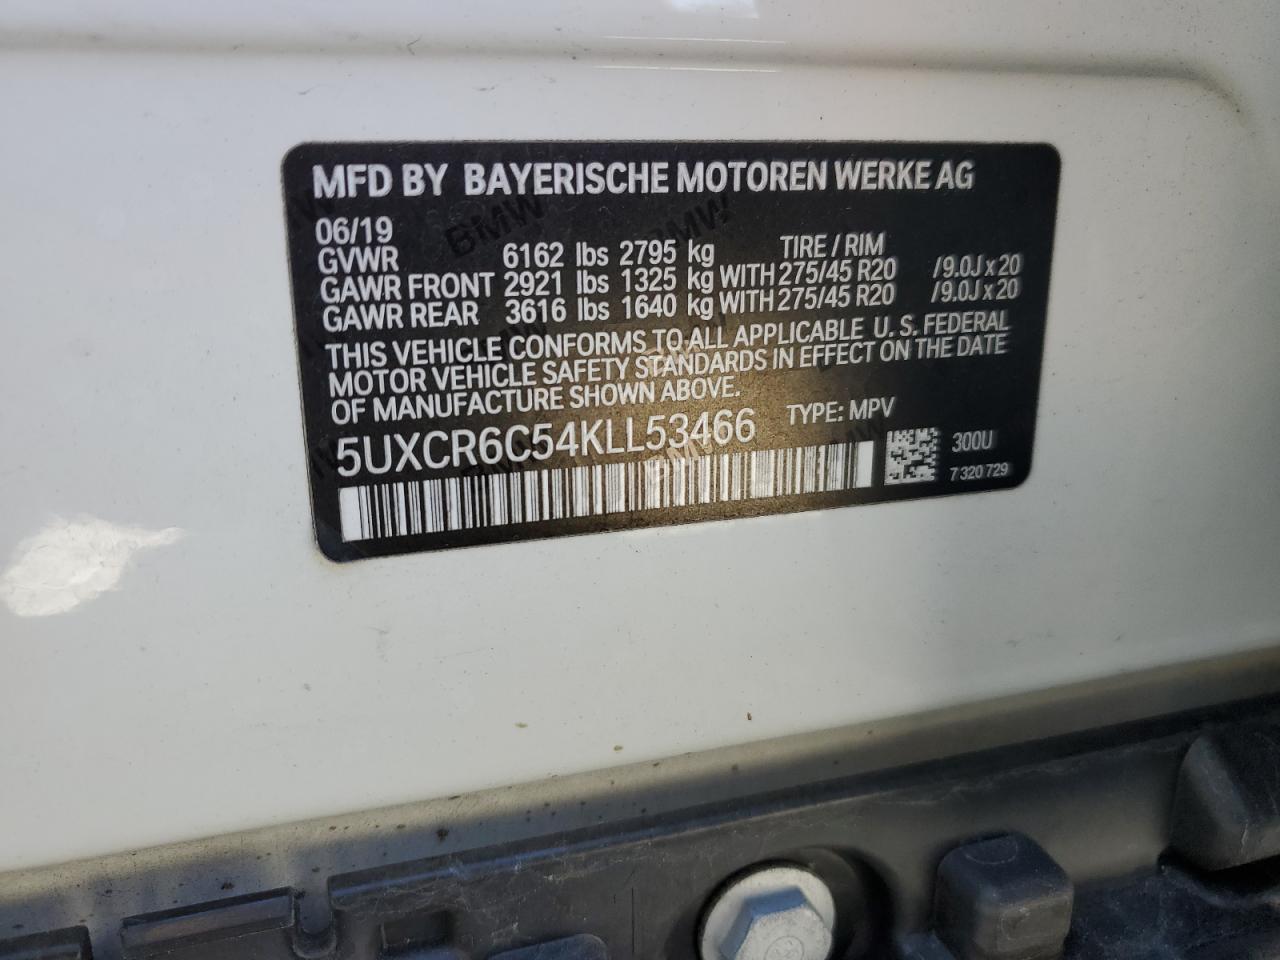 MFD BY BAYERISCHE MOTOREN WERKE AG
06/19
GVWR 6162 lbs 2795 kg TIRE / RIM
GAWR FRONT 2921 lbs 1325 kg WITH 275/45 R20 /9.0J x 20
GAWR REAR 3616 lbs 1640 kg WITH 275/45 R20 /9.0J x 20
THIS VEHICLE CONFORMS TO ALL APPLICABLE U. S. FEDERAL
MOTOR VEHICLE SAFETY STANDARDS IN EFFECT ON THE DATE
OF MANUFACTURE SHOWN ABOVE.
5UXCR6C54KLL53466 TYPE: MPV
300U
7 320 729